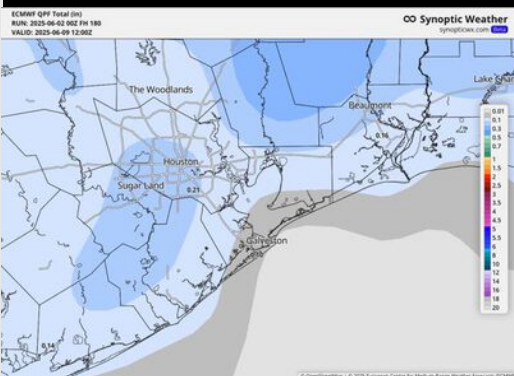 ECMWF QPF Total (in)
RUN: 2025-06-02 00Z FH 180
VALID: 2025-06-09 12:00Z
Synoptic Weather
synopticwx.com Beta
The Woodlands
Lake Char
Beaumont
0.16
Houston
Sugar Land
0.21
Galveston
0.14
0.01
0.1
0.3
0.5
0.7
1
1.5
2
2.5
3
3.5
4
4.5
5
5.5
6
8
10
12
14
16
18
20